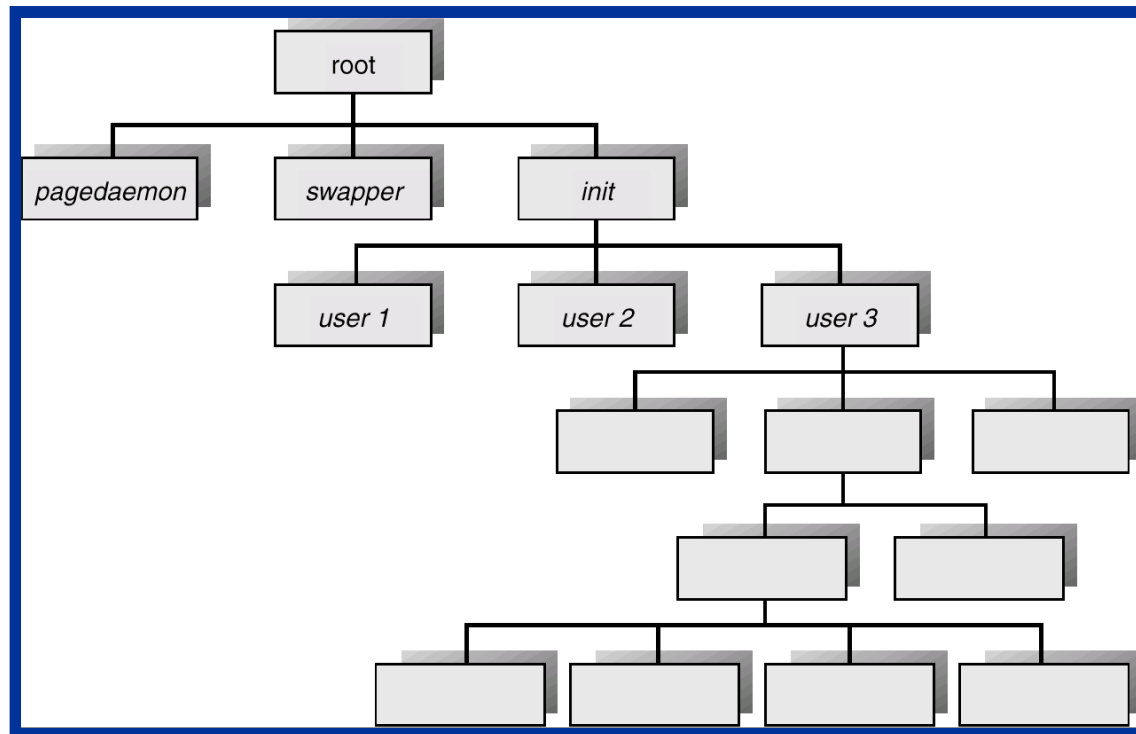 root
pagedaemon
swapper
init
user 1
user 2
user 3